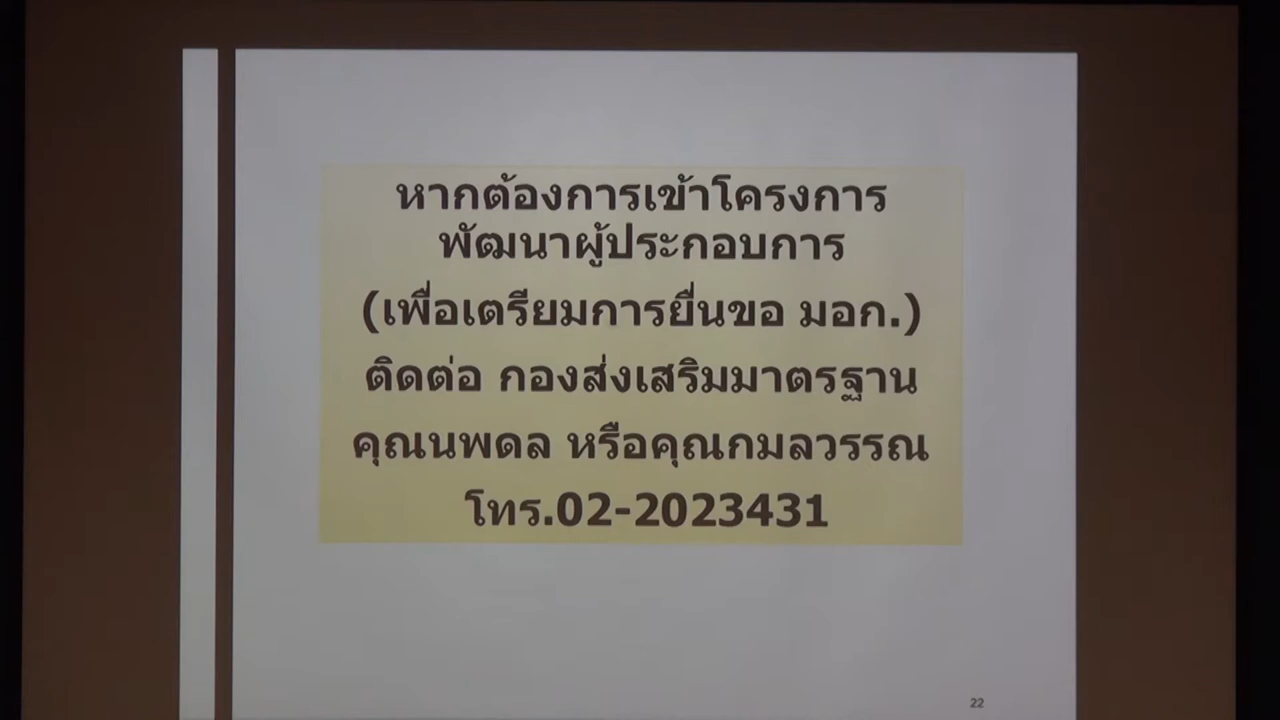 หากต้องการเข้าโครงการ
พัฒนาผู้ประกอบการ
(เพื่อเตรียมการยื่นขอ มอก.)
ติดต่อ กองส่งเสริมมาตรฐาน
คุณนพดล หรือคุณกมลวรรณ
โทร.02-2023431
22